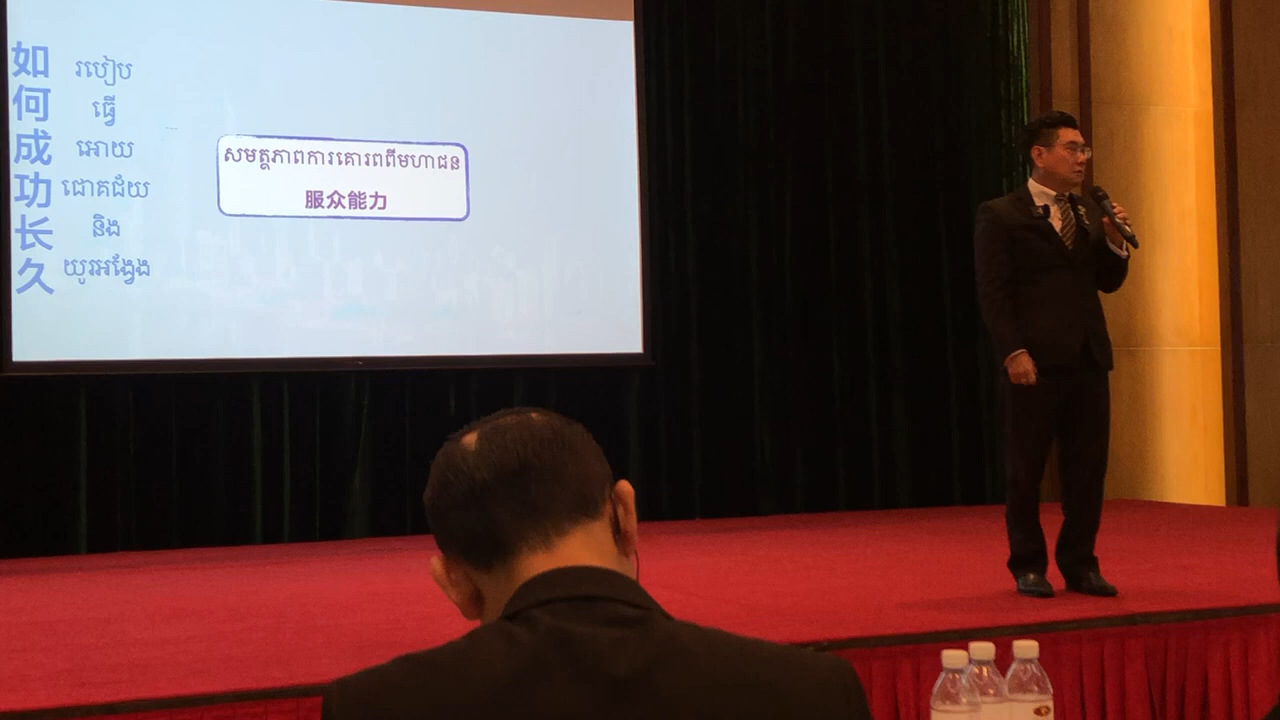 如何成功长久
របៀប
ធ្វើ
អោយ
ជោគជ័យ
និង
យូរអង្វែង
សមត្ថភាពការគោរពពីមហាជន
服众能力